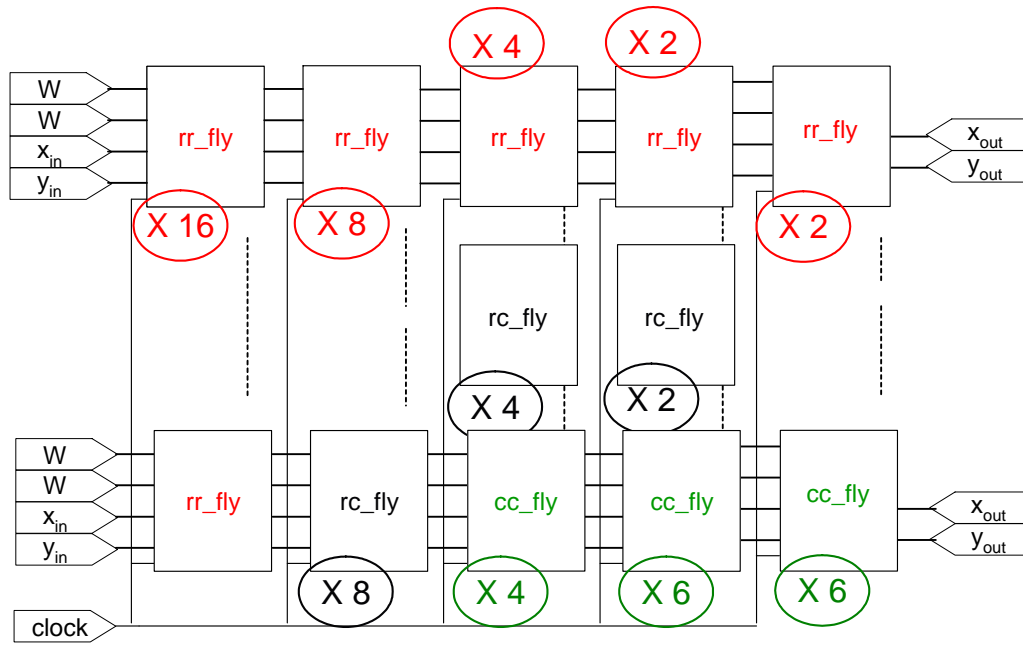 X 4
X 2
W
W
x_in
y_in
rr_fly
rr_fly
rr_fly
rr_fly
rr_fly
x_out
y_out
X 16
X 8
X 2
rc_fly
rc_fly
X 4
X 2
W
W
x_in
y_in
rr_fly
rc_fly
cc_fly
cc_fly
cc_fly
x_out
y_out
X 8
X 4
X 6
X 6
clock